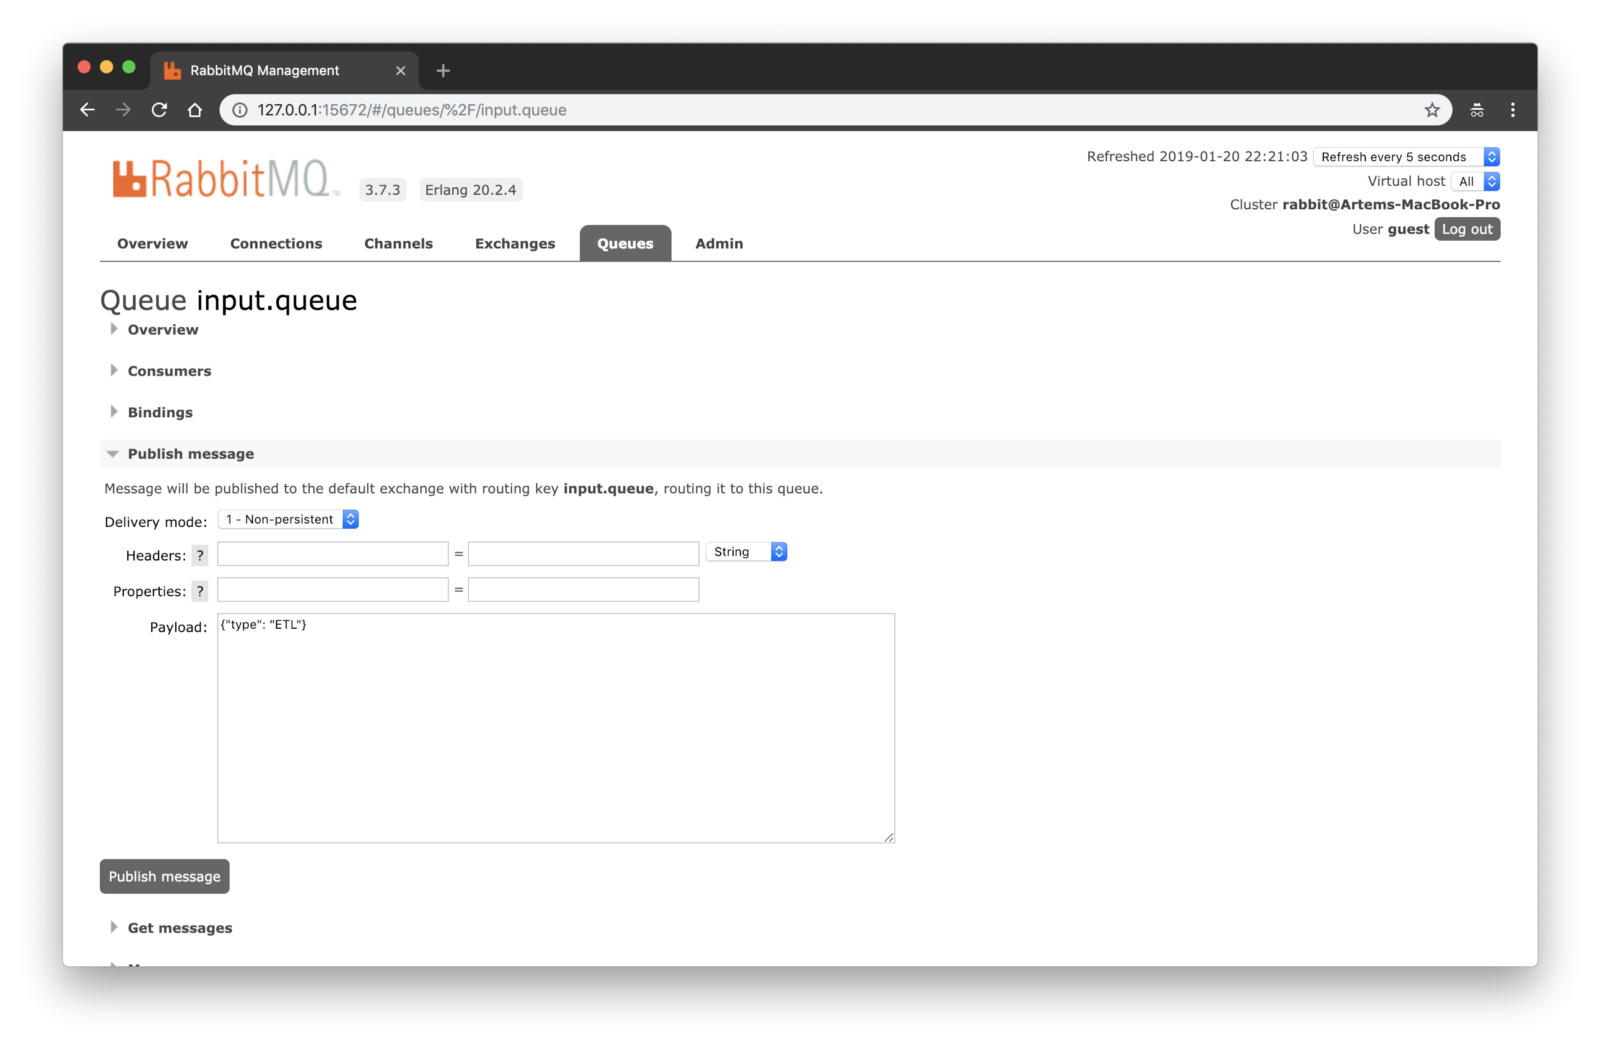 RabbitMQ Management
127.0.0.1:15672/#/queues/%2F/input.queue
Refreshed 2019-01-20 22:21:03 Refresh every 5 seconds
Virtual host All
Cluster rabbit@Artems-MacBook-Pro
User guest Log out
RabbitMQ 3.7.3 Erlang 20.2.4
Overview Connections Channels Exchanges Queues Admin
Queue input.queue
Overview
Consumers
Bindings
Publish message
Message will be published to the default exchange with routing key input.queue, routing it to this queue.
Delivery mode: 1 - Non-persistent
Headers: ? = String
Properties: ? =
Payload: {"type": "ETL"}
Publish message
Get messages